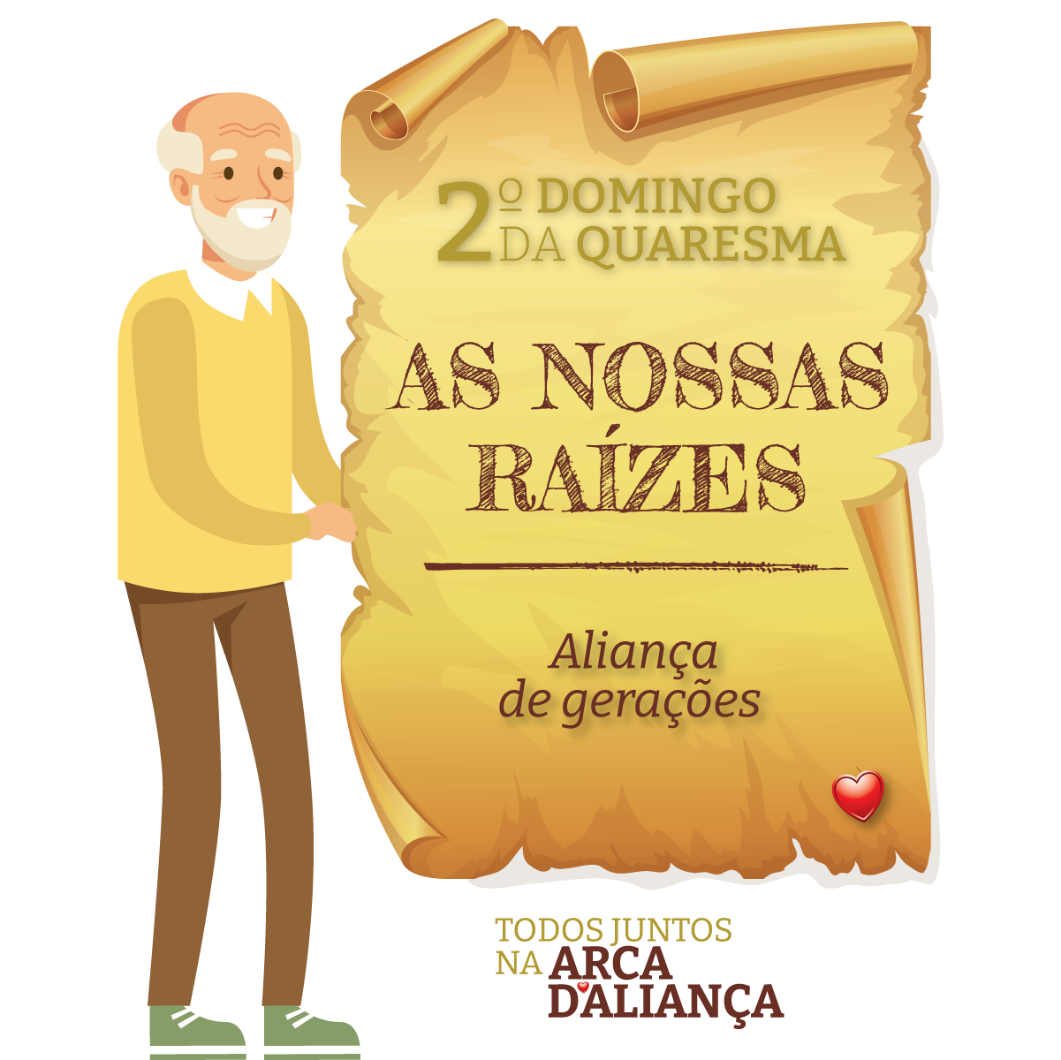 2º DOMINGO
DA QUARESMA
AS NOSSAS
RAÍZES
Aliança
de gerações
TODOS JUNTOS
NA ARCA
D'ALIANÇA